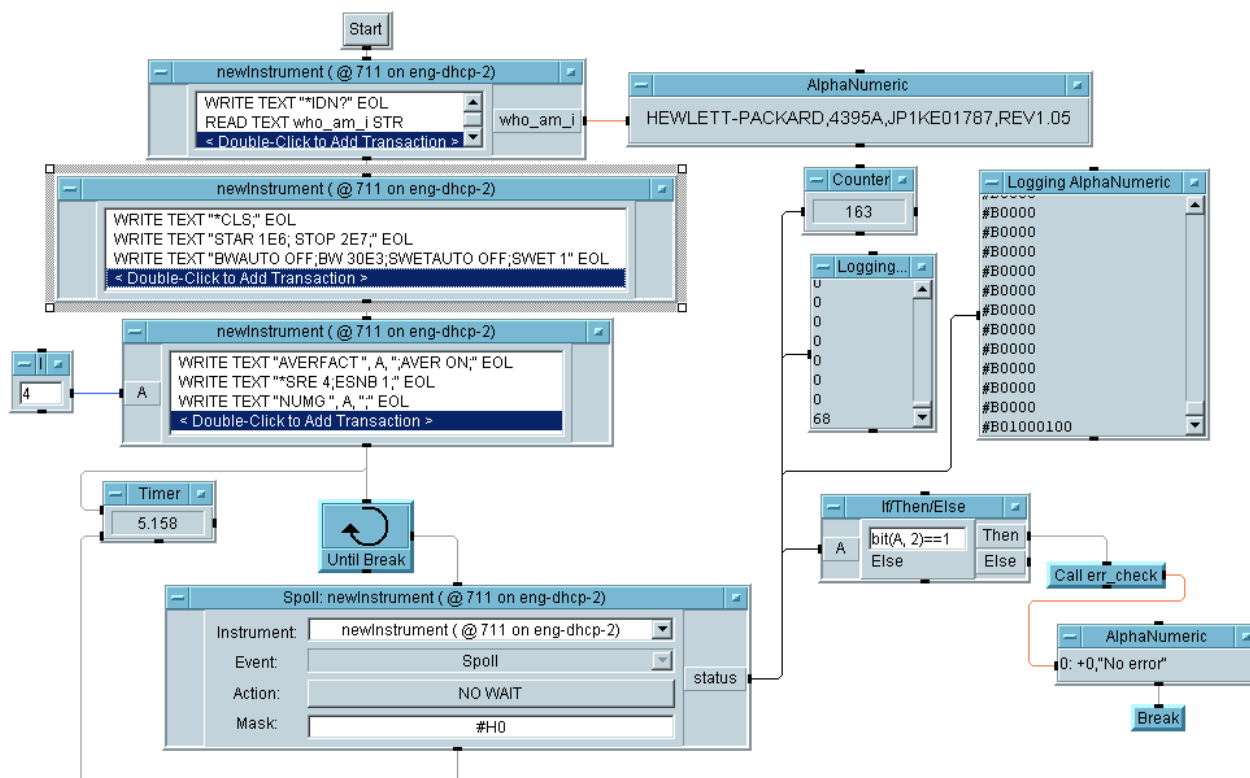 Start
newInstrument ( @ 711 on eng-dhcp-2)
WRITE TEXT "*IDN?" EOL
READ TEXT who_am_i STR
< Double-Click to Add Transaction >
who_am_i
AlphaNumeric
HEWLETT-PACKARD,4395A,JP1KE01787,REV1.05
newInstrument ( @ 711 on eng-dhcp-2)
WRITE TEXT "*CLS;" EOL
WRITE TEXT "STAR 1E6; STOP 2E7;" EOL
WRITE TEXT "BWAUTO OFF;BW 30E3;SWETAUTO OFF;SWET 1" EOL
< Double-Click to Add Transaction >
Counter
163
Logging...
0
0
0
0
0
0
0
68
Logging AlphaNumeric
#B0000
#B0000
#B0000
#B0000
#B0000
#B0000
#B0000
#B0000
#B0000
#B0000
#B0000
#B0000
#B01000100
newInstrument ( @ 711 on eng-dhcp-2)
A
WRITE TEXT "AVERFACT ", A, ";AVER ON;" EOL
WRITE TEXT "*SRE 4;ESNB 1;" EOL
WRITE TEXT "NUMG ", A, ";" EOL
< Double-Click to Add Transaction >
I
4
Timer
5.158
Until Break
If/Then/Else
A
bit(A, 2)==1
Then
Else
Else
Call err_check
AlphaNumeric
0: +0,"No error"
Break
Spoll: newInstrument ( @ 711 on eng-dhcp-2)
Instrument: newInstrument ( @ 711 on eng-dhcp-2)
Event: Spoll
Action: NO WAIT
Mask: #H0
status